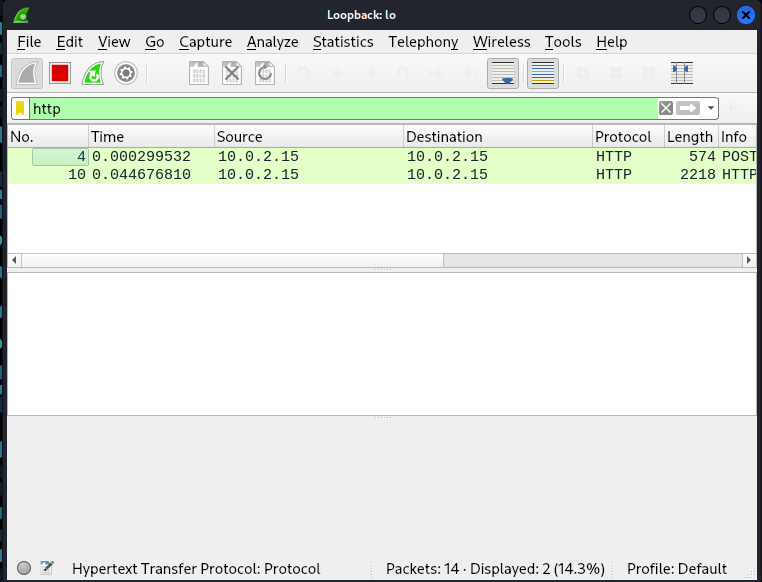 Loopback: lo
File Edit View Go Capture Analyze Statistics Telephony Wireless Tools Help
http
No. Time Source Destination Protocol Length Info
4 0.000299532 10.0.2.15 10.0.2.15 HTTP 574 POST
10 0.044676810 10.0.2.15 10.0.2.15 HTTP 2218 HTTP
Hypertext Transfer Protocol: Protocol Packets: 14 · Displayed: 2 (14.3%) Profile: Default